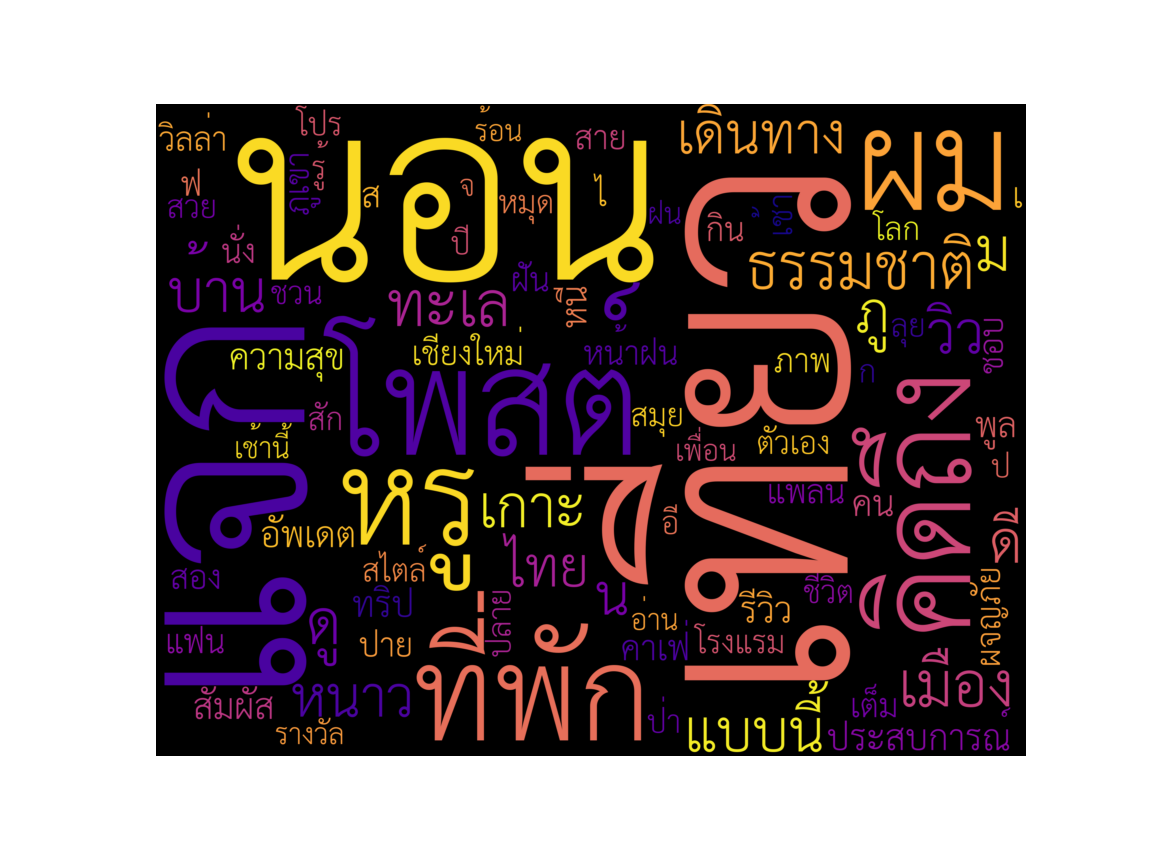 วิลล่า
โปร
ร้อน
สาย
เดินทาง
ผม
นอน
ภูเขา
รู้
ฟ
สวย
ส
จ
หมุด
ไ
ฝน
กิน
เช้า
โลก
เ
นั่ง
ปี
ธรรมชาติ
ม
บ้าน
ชวน
ทะเล
ฝัน
ภู
ลุย
วิว
ชอบ
ความสุข
เชียงใหม่
หน้าฝน
ภาพ
ก
แจก
โพสต
เที่ยว
คิดถึง
สัก
สมุย
พูล
เช้านี้
เพื่อน
ตัวเอง
ป
หรู
เกาะ
อี
แพลน
คน
ดี
อัพเดต
สอง
สไตล์
ไทย
ทริป
น
ชีวิต
ดู
ปลาย
อ่าน
รีวิว
ผจญภัย
แฟน
ปาย
คาเฟ่
โรงแรม
ที่พัก
เมือง
สัมผัส
หนาว
ป่า
แบบนี้
เต็ม
รางวัล
ประสบการณ์